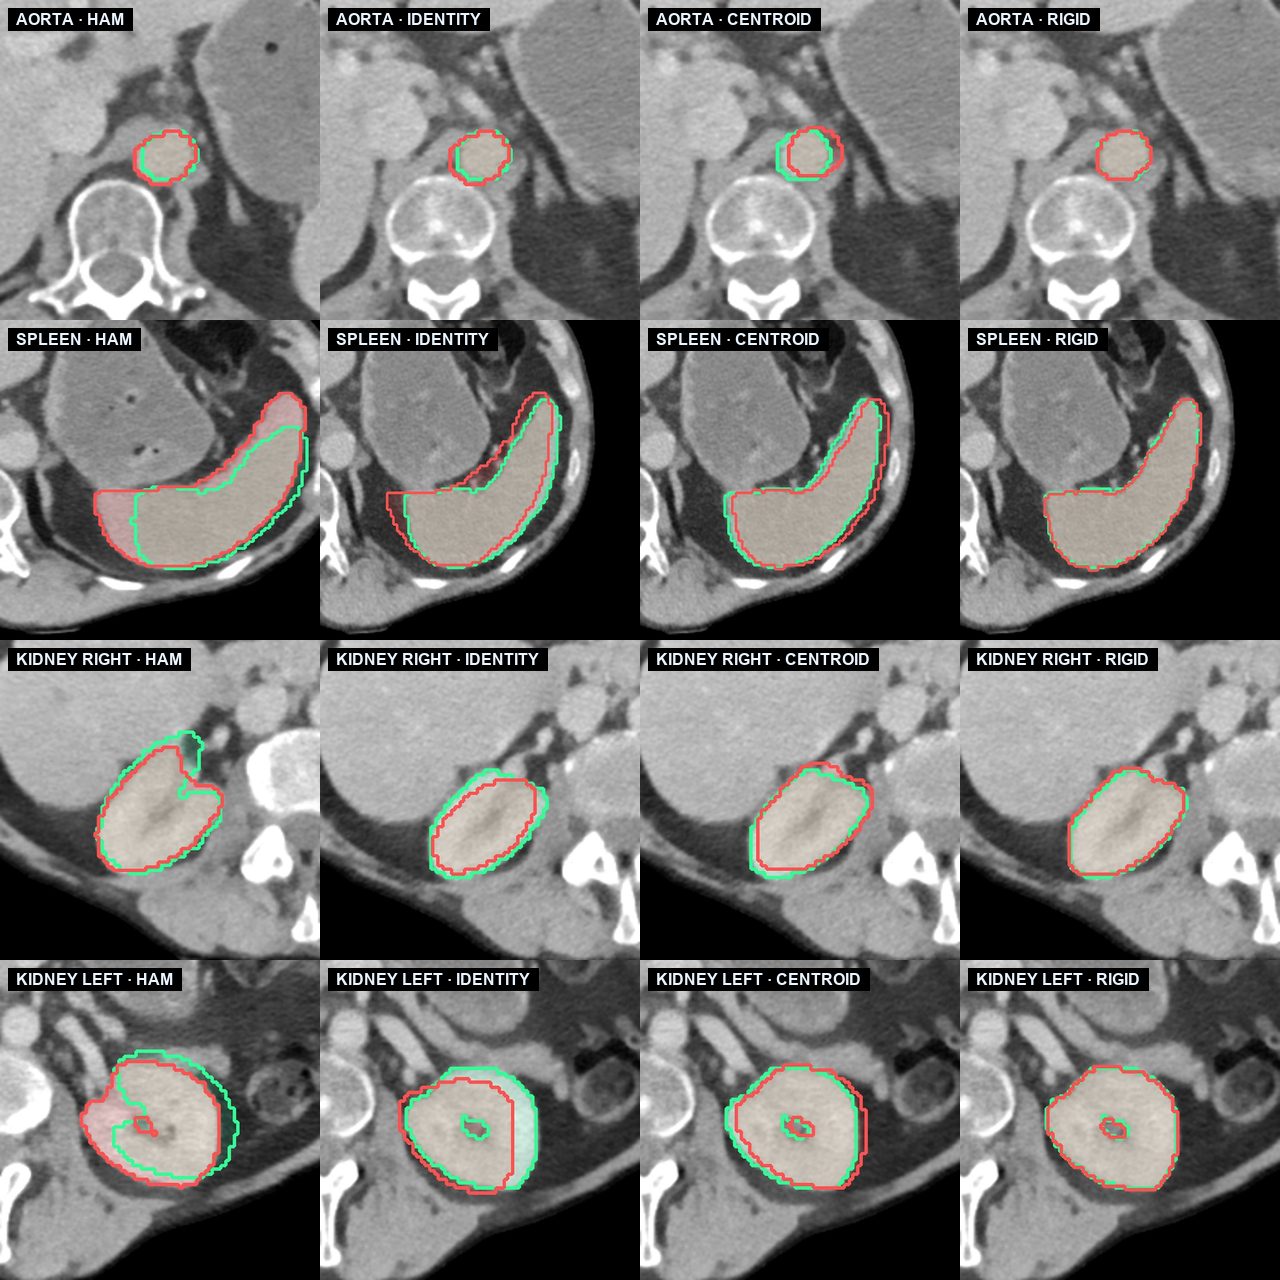 AORTA · HAM
AORTA · IDENTITY
AORTA · CENTROID
AORTA · RIGID
SPLEEN · HAM
SPLEEN · IDENTITY
SPLEEN · CENTROID
SPLEEN · RIGID
KIDNEY RIGHT · HAM
KIDNEY RIGHT · IDENTITY
KIDNEY RIGHT · CENTROID
KIDNEY RIGHT · RIGID
KIDNEY LEFT · HAM
KIDNEY LEFT · IDENTITY
KIDNEY LEFT · CENTROID
KIDNEY LEFT · RIGID